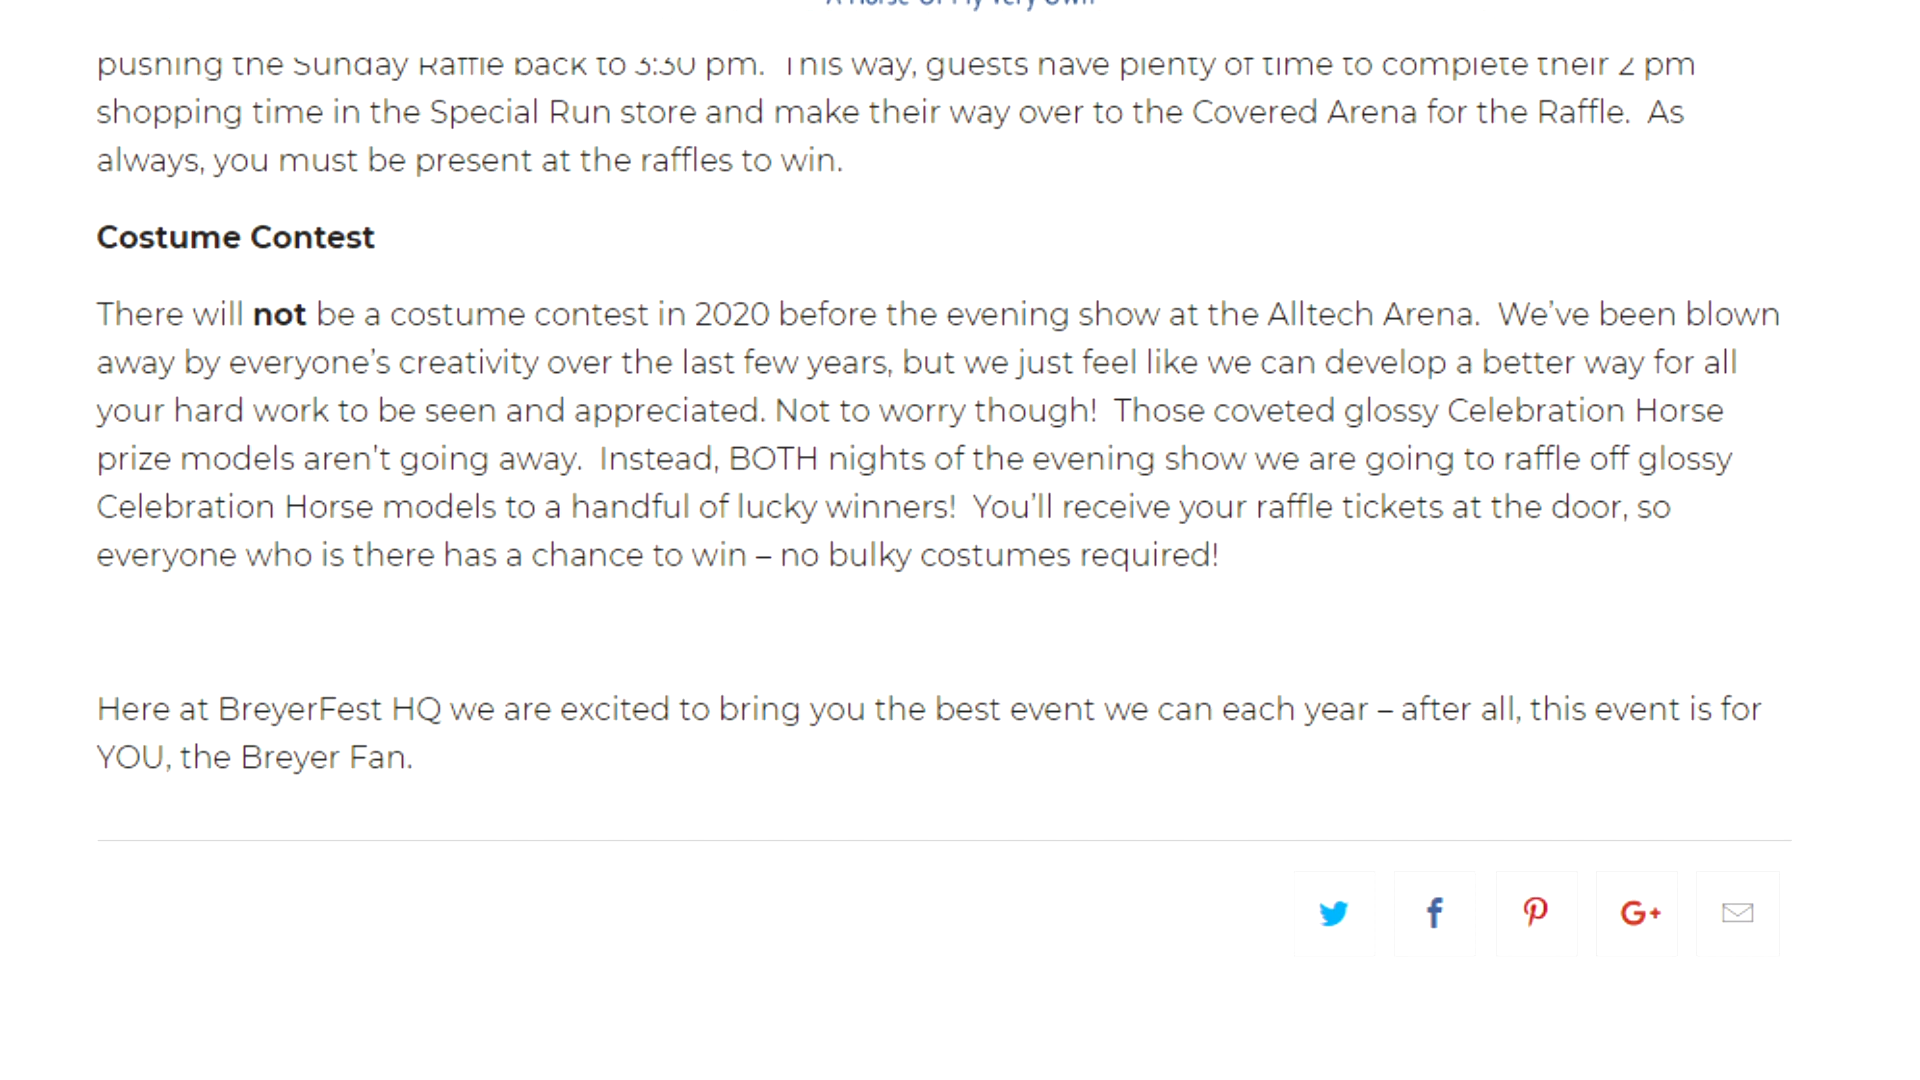 A Horse Of My Very Own
pushing the Sunday Raffle back to 3:30 pm.  This way, guests have plenty of time to complete their 2 pm
shopping time in the Special Run store and make their way over to the Covered Arena for the Raffle.  As
always, you must be present at the raffles to win.
Costume Contest
There will not be a costume contest in 2020 before the evening show at the Alltech Arena.  We’ve been blown
away by everyone’s creativity over the last few years, but we just feel like we can develop a better way for all
your hard work to be seen and appreciated. Not to worry though!  Those coveted glossy Celebration Horse
prize models aren’t going away.  Instead, BOTH nights of the evening show we are going to raffle off glossy
Celebration Horse models to a handful of lucky winners!  You’ll receive your raffle tickets at the door, so
everyone who is there has a chance to win – no bulky costumes required!
Here at BreyerFest HQ we are excited to bring you the best event we can each year – after all, this event is for
YOU, the Breyer Fan.
G+